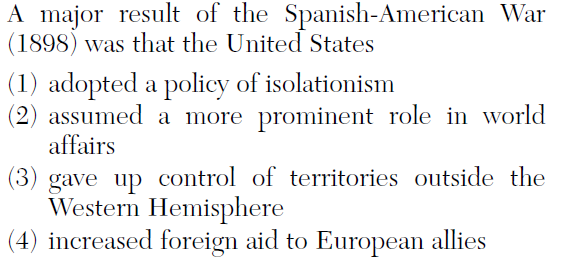 A major result of the Spanish-American War
(1898) was that the United States
(1) adopted a policy of isolationism
(2) assumed a more prominent role in world
affairs
(3) gave up control of territories outside the
Western Hemisphere
(4) increased foreign aid to European allies